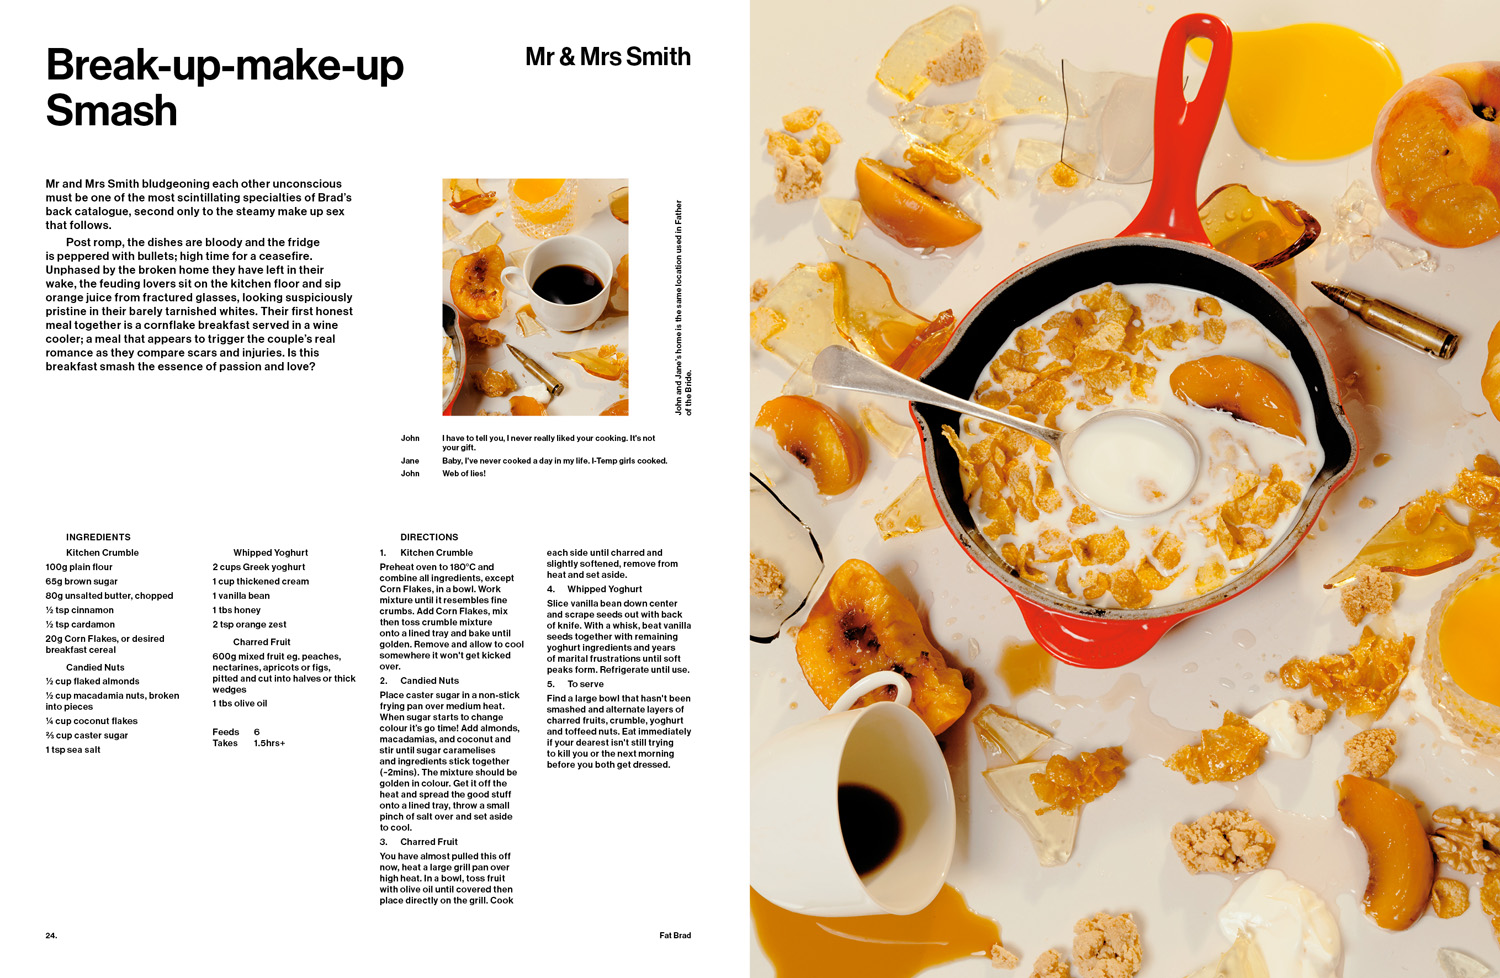 Break-up-make-up
Smash
Mr & Mrs Smith
Mr and Mrs Smith bludgeoning each other unconscious
must be one of the most scintillating specialties of Brad's
back catalogue, second only to the steamy make up sex
that follows.
Post romp, the dishes are bloody and the fridge
is peppered with bullets; high time for a ceasefire.
Unphased by the broken home they have left in their
wake, the feuding lovers sit on the kitchen floor and sip
orange juice from fractured glasses, looking suspiciously
pristine in their barely tarnished whites. Their first honest
meal together is a cornflake breakfast served in a wine
cooler; a meal that appears to trigger the couple's real
romance as they compare scars and injuries. Is this
breakfast smash the essence of passion and love?
John and Jane's home is the same location used in Father
of the Bride.
John I have to tell you, I never really liked your cooking. It's not
your gift.
Jane Baby, I've never cooked a day in my life. I-Temp girls cooked.
John Web of lies!
INGREDIENTS
Kitchen Crumble
100g plain flour
65g brown sugar
80g unsalted butter, chopped
½ tsp cinnamon
½ tsp cardamon
20g Corn Flakes, or desired
breakfast cereal
Candied Nuts
½ cup flaked almonds
½ cup macadamia nuts, broken
into pieces
¼ cup coconut flakes
⅔ cup caster sugar
1 tsp sea salt
Whipped Yoghurt
2 cups Greek yoghurt
1 cup thickened cream
1 vanilla bean
1 tbs honey
2 tsp orange zest
Charred Fruit
600g mixed fruit eg. peaches,
nectarines, apricots or figs,
pitted and cut into halves or thick
wedges
1 tbs olive oil
Feeds 6
Takes 1.5hrs+
DIRECTIONS
1. Kitchen Crumble
Preheat oven to 180°C and
combine all ingredients, except
Corn Flakes, in a bowl. Work
mixture until it resembles fine
crumbs. Add Corn Flakes, mix
then toss crumble mixture
onto a lined tray and bake until
golden. Remove and allow to cool
somewhere it won't get kicked
over.
2. Candied Nuts
Place caster sugar in a non-stick
frying pan over medium heat.
When sugar starts to change
colour it's go time! Add almonds,
macadamias, and coconut and
stir until sugar caramelises
and ingredients stick together
(~2mins). The mixture should be
golden in colour. Get it off the
heat and spread the good stuff
onto a lined tray, throw a small
pinch of salt over and set aside
to cool.
3. Charred Fruit
You have almost pulled this off
now, heat a large grill pan over
high heat. In a bowl, toss fruit
with olive oil until covered then
place directly on the grill. Cook
each side until charred and
slightly softened, remove from
heat and set aside.
4. Whipped Yoghurt
Slice vanilla bean down center
and scrape seeds out with back
of knife. With a whisk, beat vanilla
seeds together with remaining
yoghurt ingredients and years
of marital frustrations until soft
peaks form. Refrigerate until use.
5. To serve
Find a large bowl that hasn't been
smashed and alternate layers of
charred fruits, crumble, yoghurt
and toffeed nuts. Eat immediately
if your dearest isn't still trying
to kill you or the next morning
before you both get dressed.
24.
Fat Brad